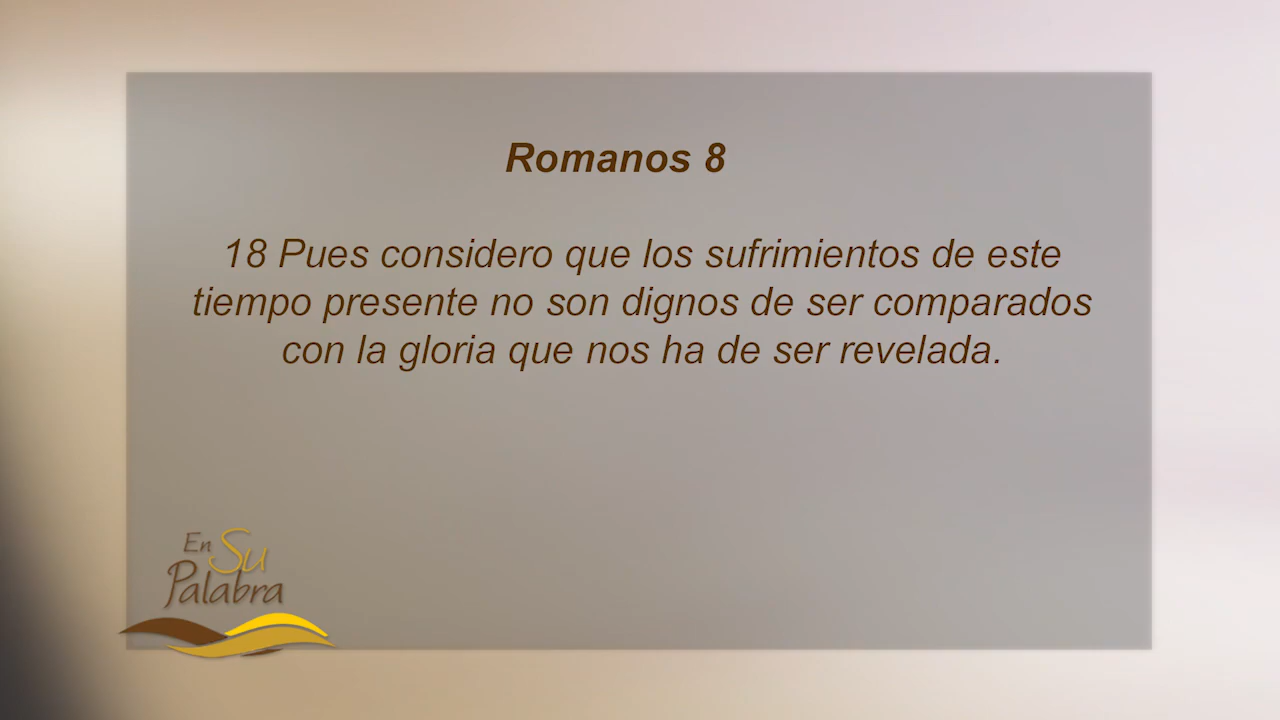 Romanos 8
18 Pues considero que los sufrimientos de este
tiempo presente no son dignos de ser comparados
con la gloria que nos ha de ser revelada.
En Su
Palabra